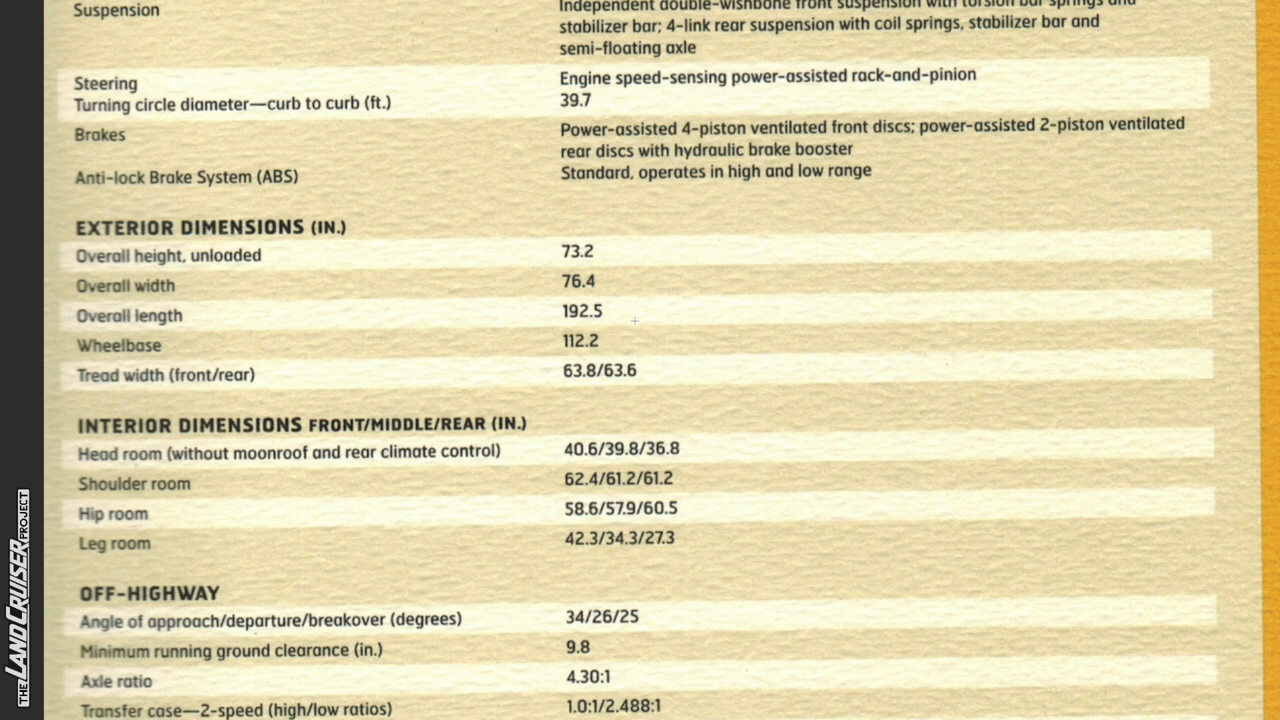 Suspension
Independent double-wishbone front suspension with torsion bar springs and
stabilizer bar; 4-link rear suspension with coil springs, stabilizer bar and
semi-floating axle
Steering
Engine speed-sensing power-assisted rack-and-pinion
Turning circle diameter—curb to curb (ft.)
39.7
Brakes
Power-assisted 4-piston ventilated front discs; power-assisted 2-piston ventilated
rear discs with hydraulic brake booster
Anti-lock Brake System (ABS)
Standard, operates in high and low range
EXTERIOR DIMENSIONS (IN.)
Overall height, unloaded
73.2
Overall width
76.4
Overall length
192.5
Wheelbase
112.2
Tread width (front/rear)
63.8/63.6
INTERIOR DIMENSIONS FRONT/MIDDLE/REAR (IN.)
Head room (without moonroof and rear climate control)
40.6/39.8/36.8
Shoulder room
62.4/61.2/61.2
Hip room
58.6/57.9/60.5
Leg room
42.3/34.3/27.3
OFF-HIGHWAY
Angle of approach/departure/breakover (degrees)
34/26/25
Minimum running ground clearance (in.)
9.8
Axle ratio
4.30:1
Transfer case—2-speed (high/low ratios)
1.0:1/2.488:1
THE LAND CRUISER PROJECT